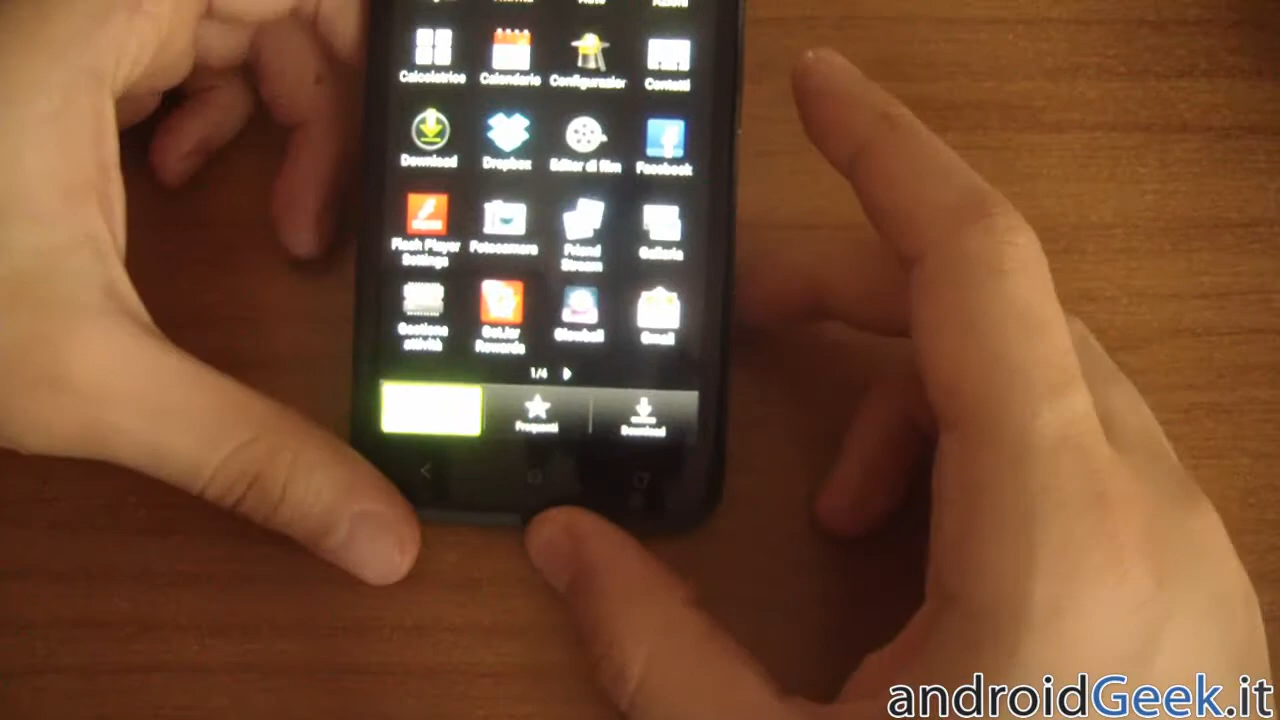 Calcolatrice Calendario Configurazior Contatti
Download Dropbox Editor di film Facebook
Flash Player Settings Fotocamera Friend Stream Galleria
Gestione attività GetJar Rewards Glowball Gmail
1/4
Frequenti Download
androidGeek.it